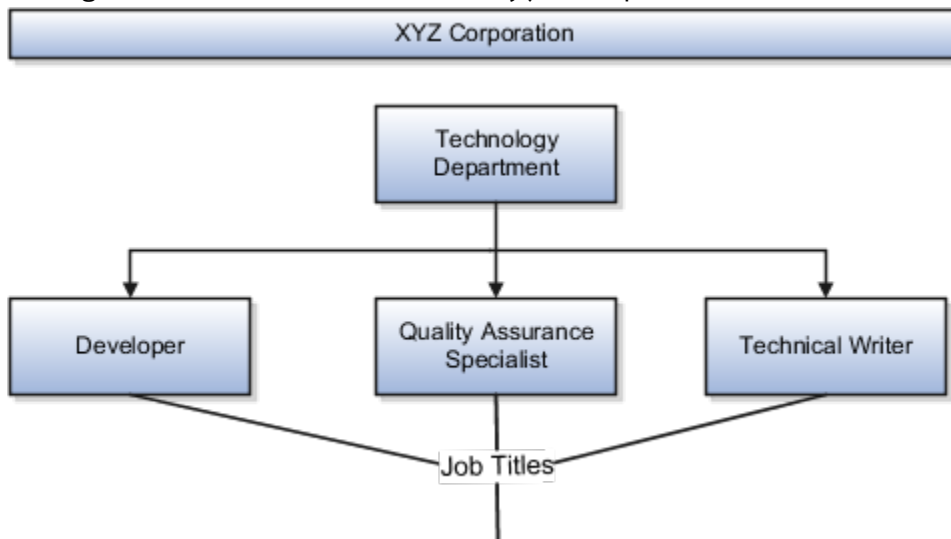 XYZ Corporation
Technology
Department
Developer
Quality Assurance
Specialist
Technical Writer
Job Titles